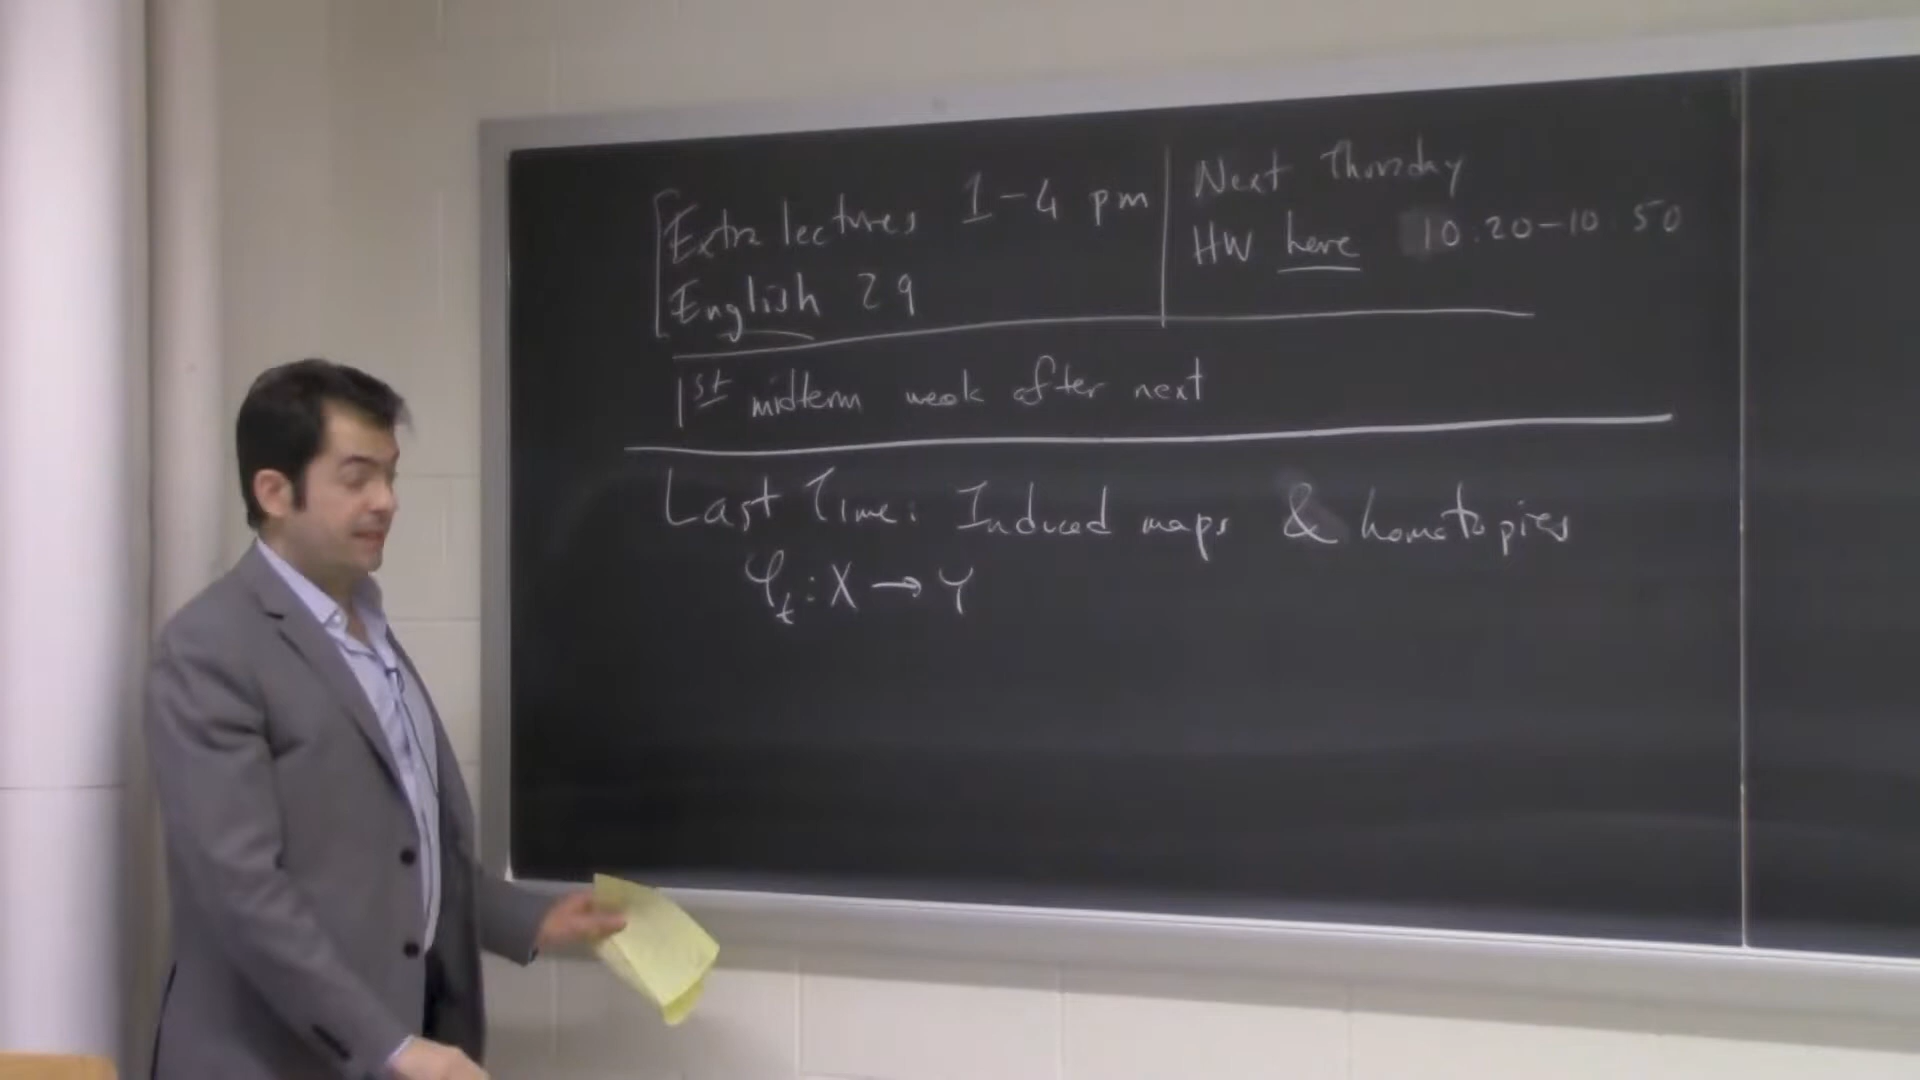 Extra lectures 1-4 pm
English 29
Next Thursday
HW here 10:20-10:50
1st midterm week after next
Last Time: Induced maps & homotopies
φ_t : X → Y